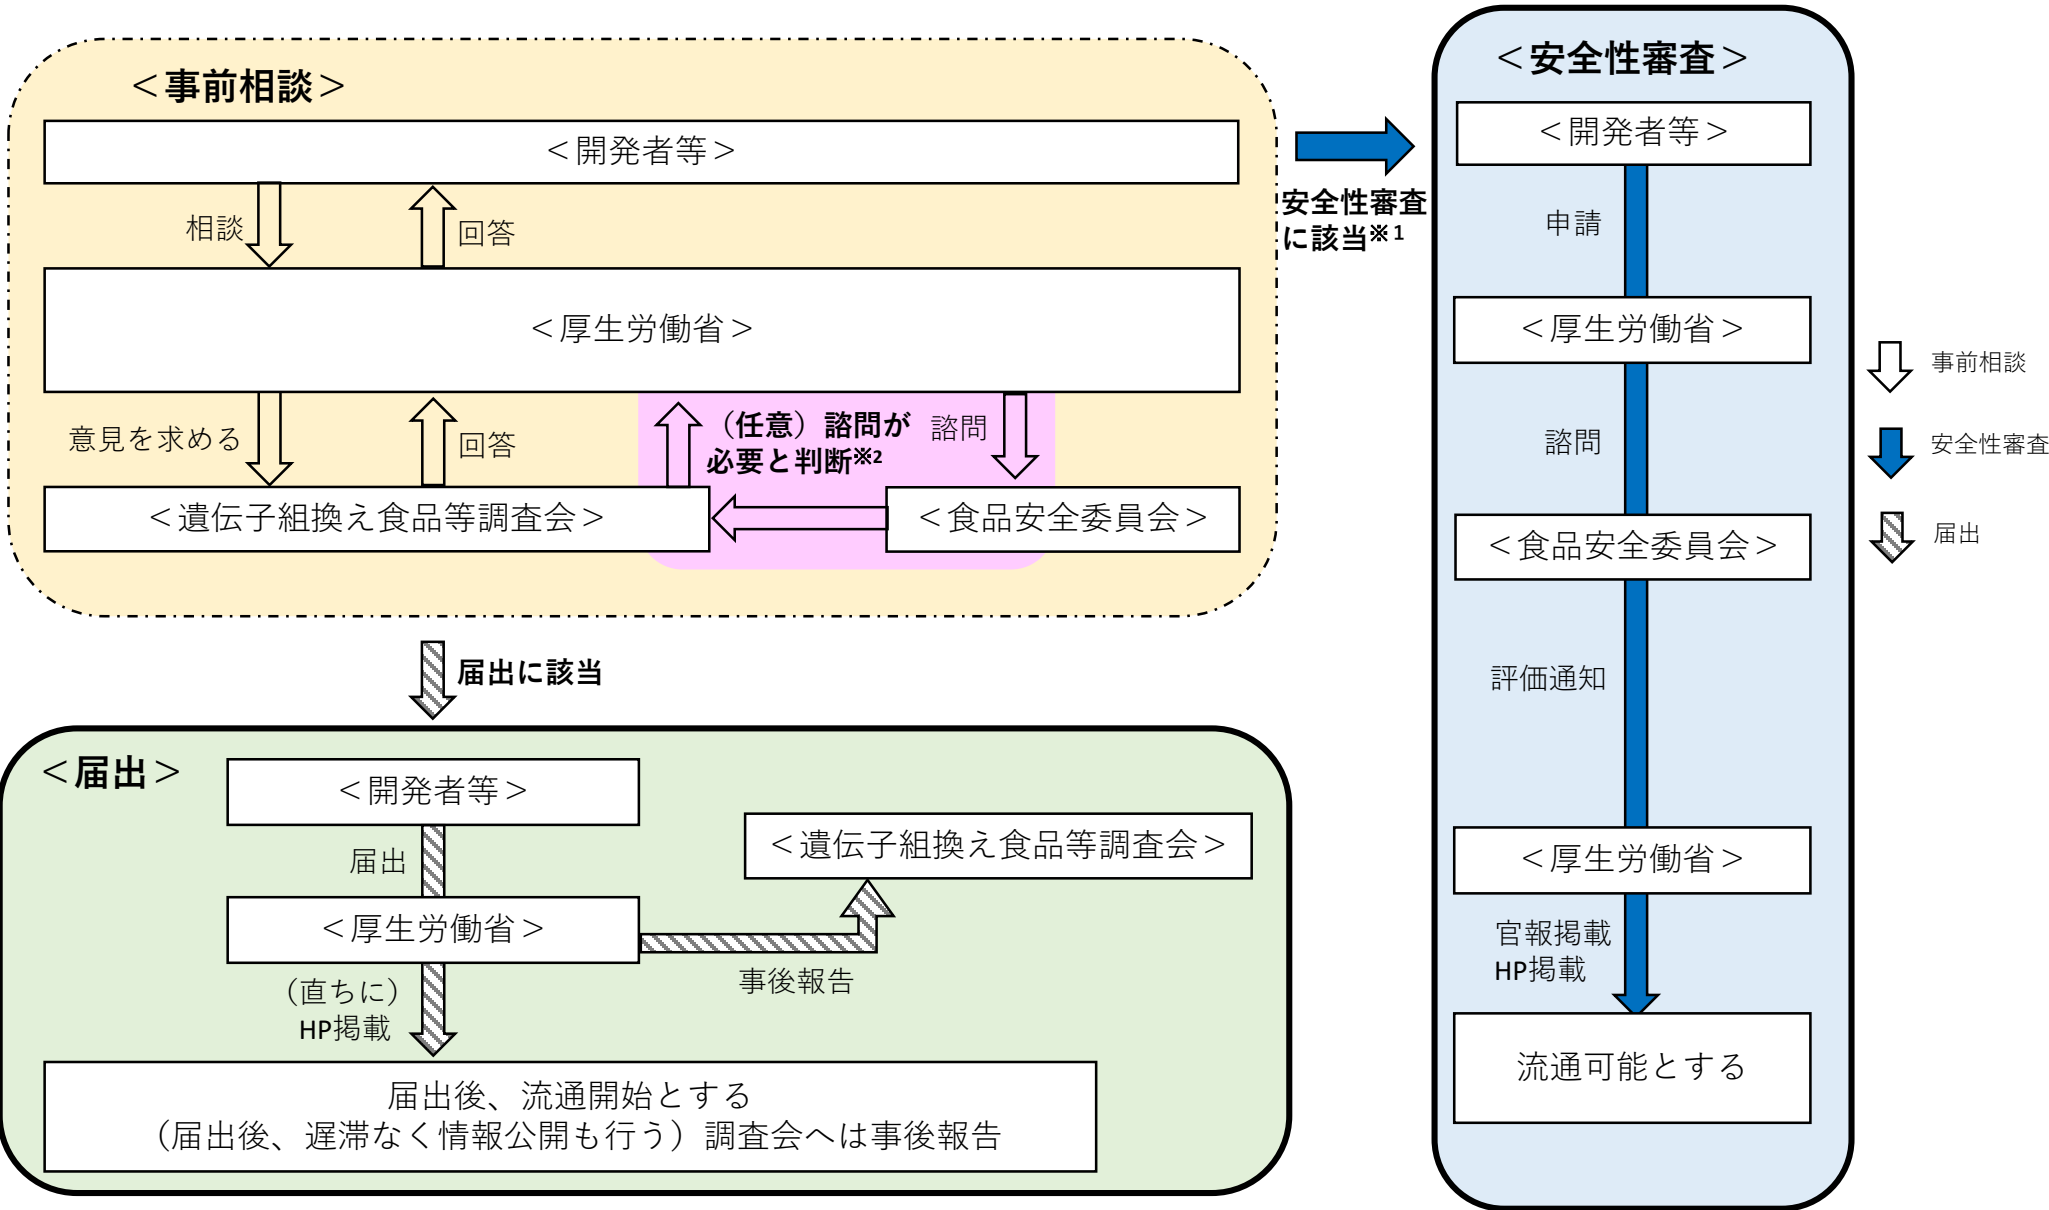 ＜事前相談＞
＜開発者等＞
相談
回答
＜厚生労働省＞
意見を求める
回答
（任意）諮問が
必要と判断※2
諮問
＜遺伝子組換え食品等調査会＞
＜食品安全委員会＞
安全性審査
に該当※1
届出に該当
＜届出＞
＜開発者等＞
届出
＜厚生労働省＞
＜遺伝子組換え食品等調査会＞
事後報告
（直ちに）
HP掲載
届出後、流通開始とする
（届出後、遅滞なく情報公開も行う）調査会へは事後報告
＜安全性審査＞
＜開発者等＞
申請
＜厚生労働省＞
諮問
＜食品安全委員会＞
評価通知
＜厚生労働省＞
官報掲載
HP掲載
流通可能とする
事前相談
安全性審査
届出